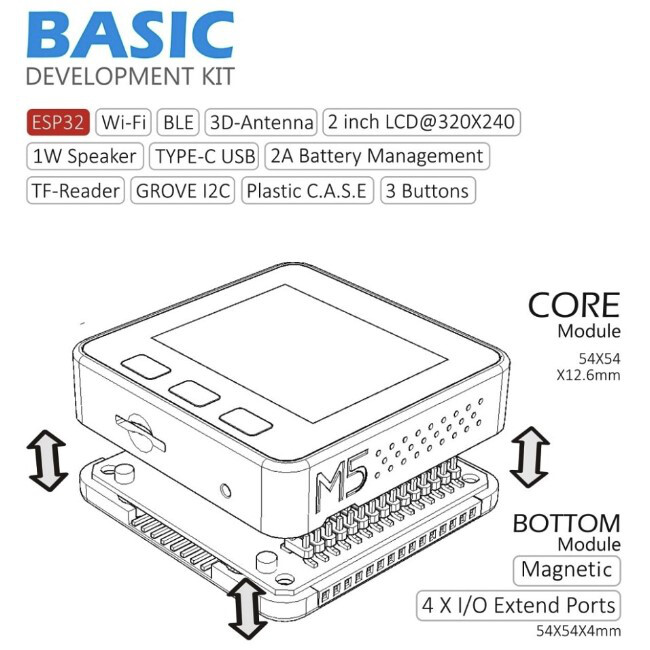 BASIC
DEVELOPMENT KIT
ESP32 Wi-Fi BLE 3D-Antenna 2 inch LCD@320X240
1W Speaker TYPE-C USB 2A Battery Management
TF-Reader GROVE I2C Plastic C.A.S.E 3 Buttons
CORE
Module
54X54
X12.6mm
M5
BOTTOM
Module
Magnetic
4 X I/O Extend Ports
54X54X4mm